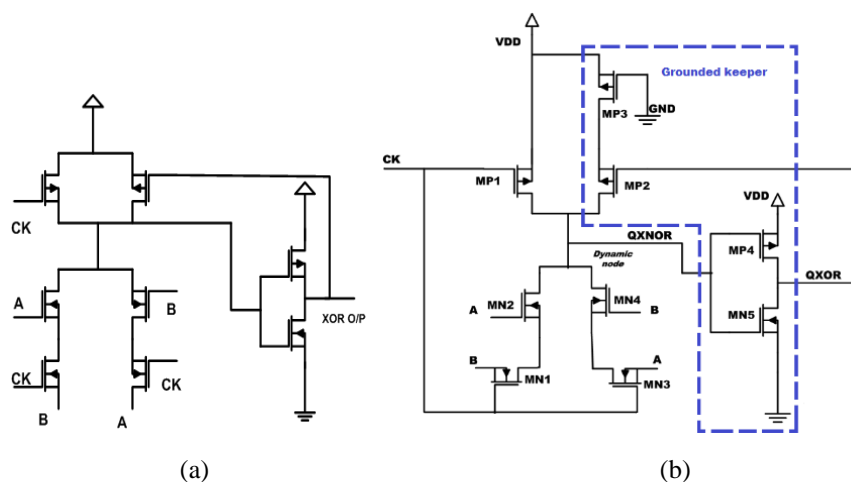 CK
A
B
CK
CK
B
A
XOR O/P
(a)
VDD
Grounded keeper
MP3
GND
CK
MP1
MP2
VDD
QXNOR
MP4
Dynamic
node
QXOR
MN2
MN4
A
B
MN5
B
A
MN1
MN3
(b)